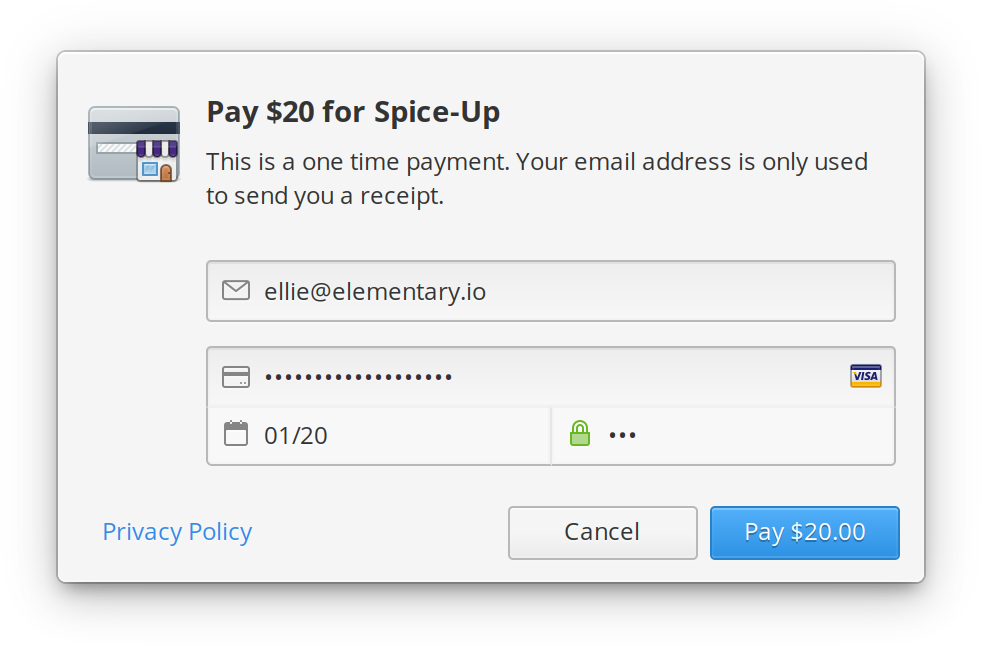 Pay $20 for Spice-Up
This is a one time payment. Your email address is only used
to send you a receipt.
ellie@elementary.io
••••••••••••••••••• VISA
01/20 •••
Privacy Policy Cancel Pay $20.00